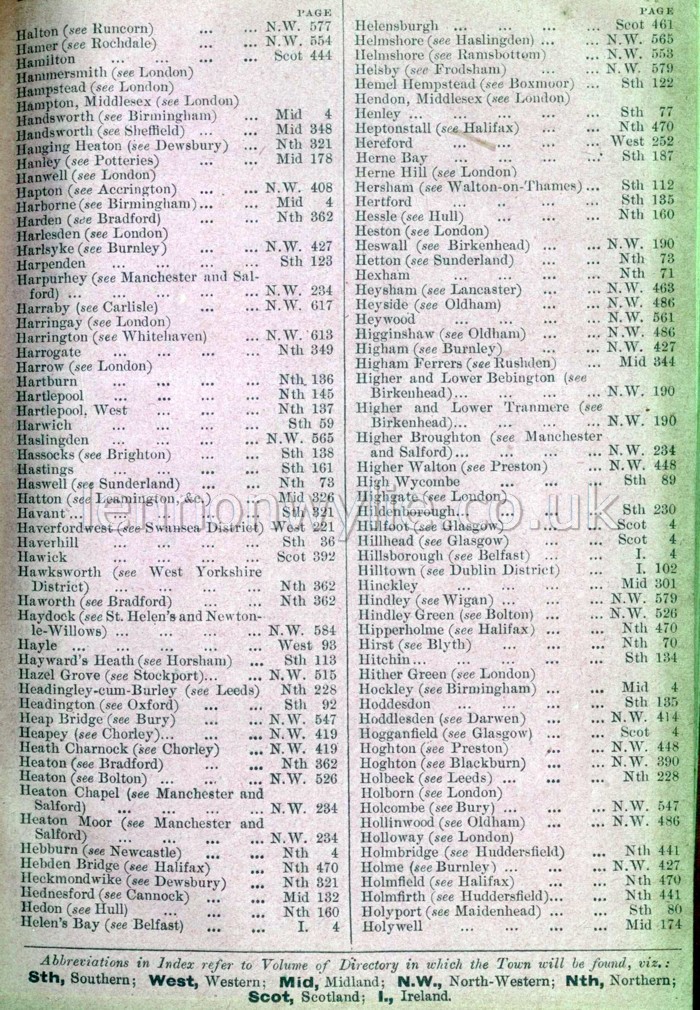 PAGE
Halton (see Runcorn) ... ... N.W. 577
Hamer (see Rochdale) ... ... N.W. 554
Hamilton ... ... ... ... Scot 444
Hammersmith (see London)
Hampstead (see London)
Hampton, Middlesex (see London)
Handsworth (see Birmingham) ... Mid 4
Handsworth (see Sheffield) ... ... Mid 348
Hanging Heaton (see Dewsbury) ... Nth 321
Hanley (see Potteries) ... ... Mid 178
Hanwell (see London)
Hapton (see Accrington) ... ... N.W. 408
Harborne (see Birmingham) ... ... Mid 4
Harden (see Bradford) ... ... Nth 362
Harlesden (see London)
Harlsyke (see Burnley) ... ... N.W. 427
Harpenden ... ... ... ... Sth 123
Harpurhey (see Manchester and Sal-
ford) ... ... ... ... ... N.W. 234
Harraby (see Carlisle) ... ... N.W. 617
Harringay (see London)
Harrington (see Whitehaven) ... N.W. 613
Harrogate ... ... ... ... Nth 349
Harrow (see London)
Hartburn ... ... ... ... Nth 136
Hartlepool ... ... ... ... Nth 145
Hartlepool, West ... ... ... Nth 137
Harwich ... ... ... ... Sth 59
Haslingden ... ... ... ... N.W. 565
Hassocks (see Brighton) ... ... Sth 138
Hastings ... ... ... ... Sth 161
Haswell (see Sunderland) ... ... Nth 73
Hatton (see Leamington, &c.) ... Mid 326
Havant ... ... ... ... ... Sth 321
Haverfordwest (see Swansea District) West 221
Haverhill ... ... ... ... Sth 36
Hawick ... ... ... ... Scot 392
Hawksworth (see West Yorkshire
District) ... ... ... ... Nth 362
Haworth (see Bradford) ... ... Nth 362
Haydock (see St. Helen's and Newton-
le-Willows) ... ... ... ... N.W. 584
Hayle ... ... ... ... ... West 93
Hayward's Heath (see Horsham) ... Sth 113
Hazel Grove (see Stockport)... ... N.W. 515
Headingley-cum-Burley (see Leeds) Nth 228
Headington (see Oxford) ... ... Sth 92
Heap Bridge (see Bury) ... ... N.W. 547
Heapey (see Chorley)... ... ... N.W. 419
Heath Charnock (see Chorley) ... N.W. 419
Heaton (see Bradford) ... ... Nth 362
Heaton (see Bolton) ... ... ... N.W. 526
Heaton Chapel (see Manchester and
Salford) ... ... ... ... N.W. 234
Heaton Moor (see Manchester and
Salford) ... ... ... ... N.W. 234
Hebburn (see Newcastle) ... ... Nth 4
Hebden Bridge (see Halifax) ... Nth 470
Heckmondwike (see Dewsbury) ... Nth 321
Hednesford (see Cannock) ... ... Mid 132
Hedon (see Hull) ... ... ... Nth 160
Helen's Bay (see Belfast) ... ... I. 4
PAGE
Helensburgh ... ... ... ... Scot 461
Helmshore (see Haslingden) ... ... N.W. 565
Helmshore (see Ramsbottom) ... N.W. 553
Helsby (see Frodsham) ... ... N.W. 579
Hemel Hempstead (see Boxmoor) ... Sth 122
Hendon, Middlesex (see London)
Henley ... ... ... ... ... Sth 77
Heptonstall (see Halifax) ... ... Nth 470
Hereford ... ... ... ... West 252
Herne Bay ... ... ... ... Sth 187
Herne Hill (see London)
Hersham (see Walton-on-Thames) ... Sth 112
Hertford ... ... ... ... Sth 135
Hessle (see Hull) ... ... ... Nth 160
Heston (see London)
Heswall (see Birkenhead) ... ... N.W. 190
Hetton (see Sunderland) ... ... Nth 73
Hexham ... ... ... ... Nth 71
Heysham (see Lancaster) ... ... N.W. 463
Heyside (see Oldham) ... ... N.W. 486
Heywood ... ... ... ... N.W. 561
Higginshaw (see Oldham) ... ... N.W. 486
Higham (see Burnley) ... ... N.W. 427
Higham Ferrers (see Rushden) ... Mid 344
Higher and Lower Bebington (see
Birkenhead)... ... ... ... N.W. 190
Higher and Lower Tranmere (see
Birkenhead)... ... ... ... N.W. 190
Higher Broughton (see Manchester
and Salford)... ... ... ... N.W. 234
Higher Walton (see Preston) ... N.W. 448
High Wycombe ... ... ... Sth 89
Highgate (see London)
Hildenborough... ... ... ... Sth 230
Hillfoot (see Glasgow) ... ... Scot 4
Hillhead (see Glasgow) ... ... Scot 4
Hillsborough (see Belfast) ... ... I. 4
Hilltown (see Dublin District) ... I. 102
Hinckley ... ... ... ... Mid 301
Hindley (see Wigan) ... ... ... N.W. 579
Hindley Green (see Bolton) ... ... N.W. 526
Hipperholme (see Halifax) ... ... Nth 470
Hirst (see Blyth) ... ... ... Nth 70
Hitchin... ... ... ... ... Sth 134
Hither Green (see London)
Hockley (see Birmingham) ... ... Mid 4
Hoddesdon ... ... ... ... Sth 135
Hoddlesden (see Darwen) ... ... N.W. 414
Hogganfield (see Glasgow) ... ... Scot 4
Hoghton (see Preston) ... ... N.W. 448
Hoghton (see Blackburn) ... ... N.W. 390
Holbeck (see Leeds) ... ... ... Nth 228
Holborn (see London)
Holcombe (see Bury) ... ... ... N.W. 547
Hollinwood (see Oldham) ... ... N.W. 486
Holloway (see London)
Holmbridge (see Huddersfield) ... Nth 441
Holme (see Burnley) ... ... ... N.W. 427
Holmfield (see Halifax) ... ... Nth 470
Holmfirth (see Huddersfield)... ... Nth 441
Holyport (see Maidenhead) ... ... Sth 80
Holywell ... ... ... ... Mid 174
Abbreviations in Index refer to Volume of Directory in which the Town will be found, viz.:
Sth, Southern; West, Western; Mid, Midland; N.W., North-Western; Nth, Northern;
Scot, Scotland; I., Ireland.
lennonwylie.co.uk